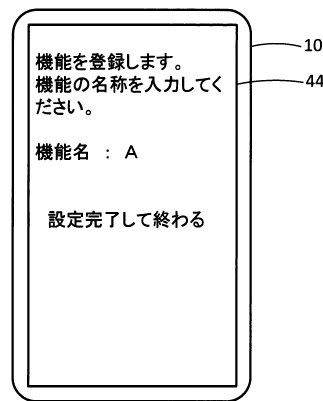 機能を登録します。
機能の名称を入力してく
ださい。
機能名 : A
設定完了して終わる
10
44